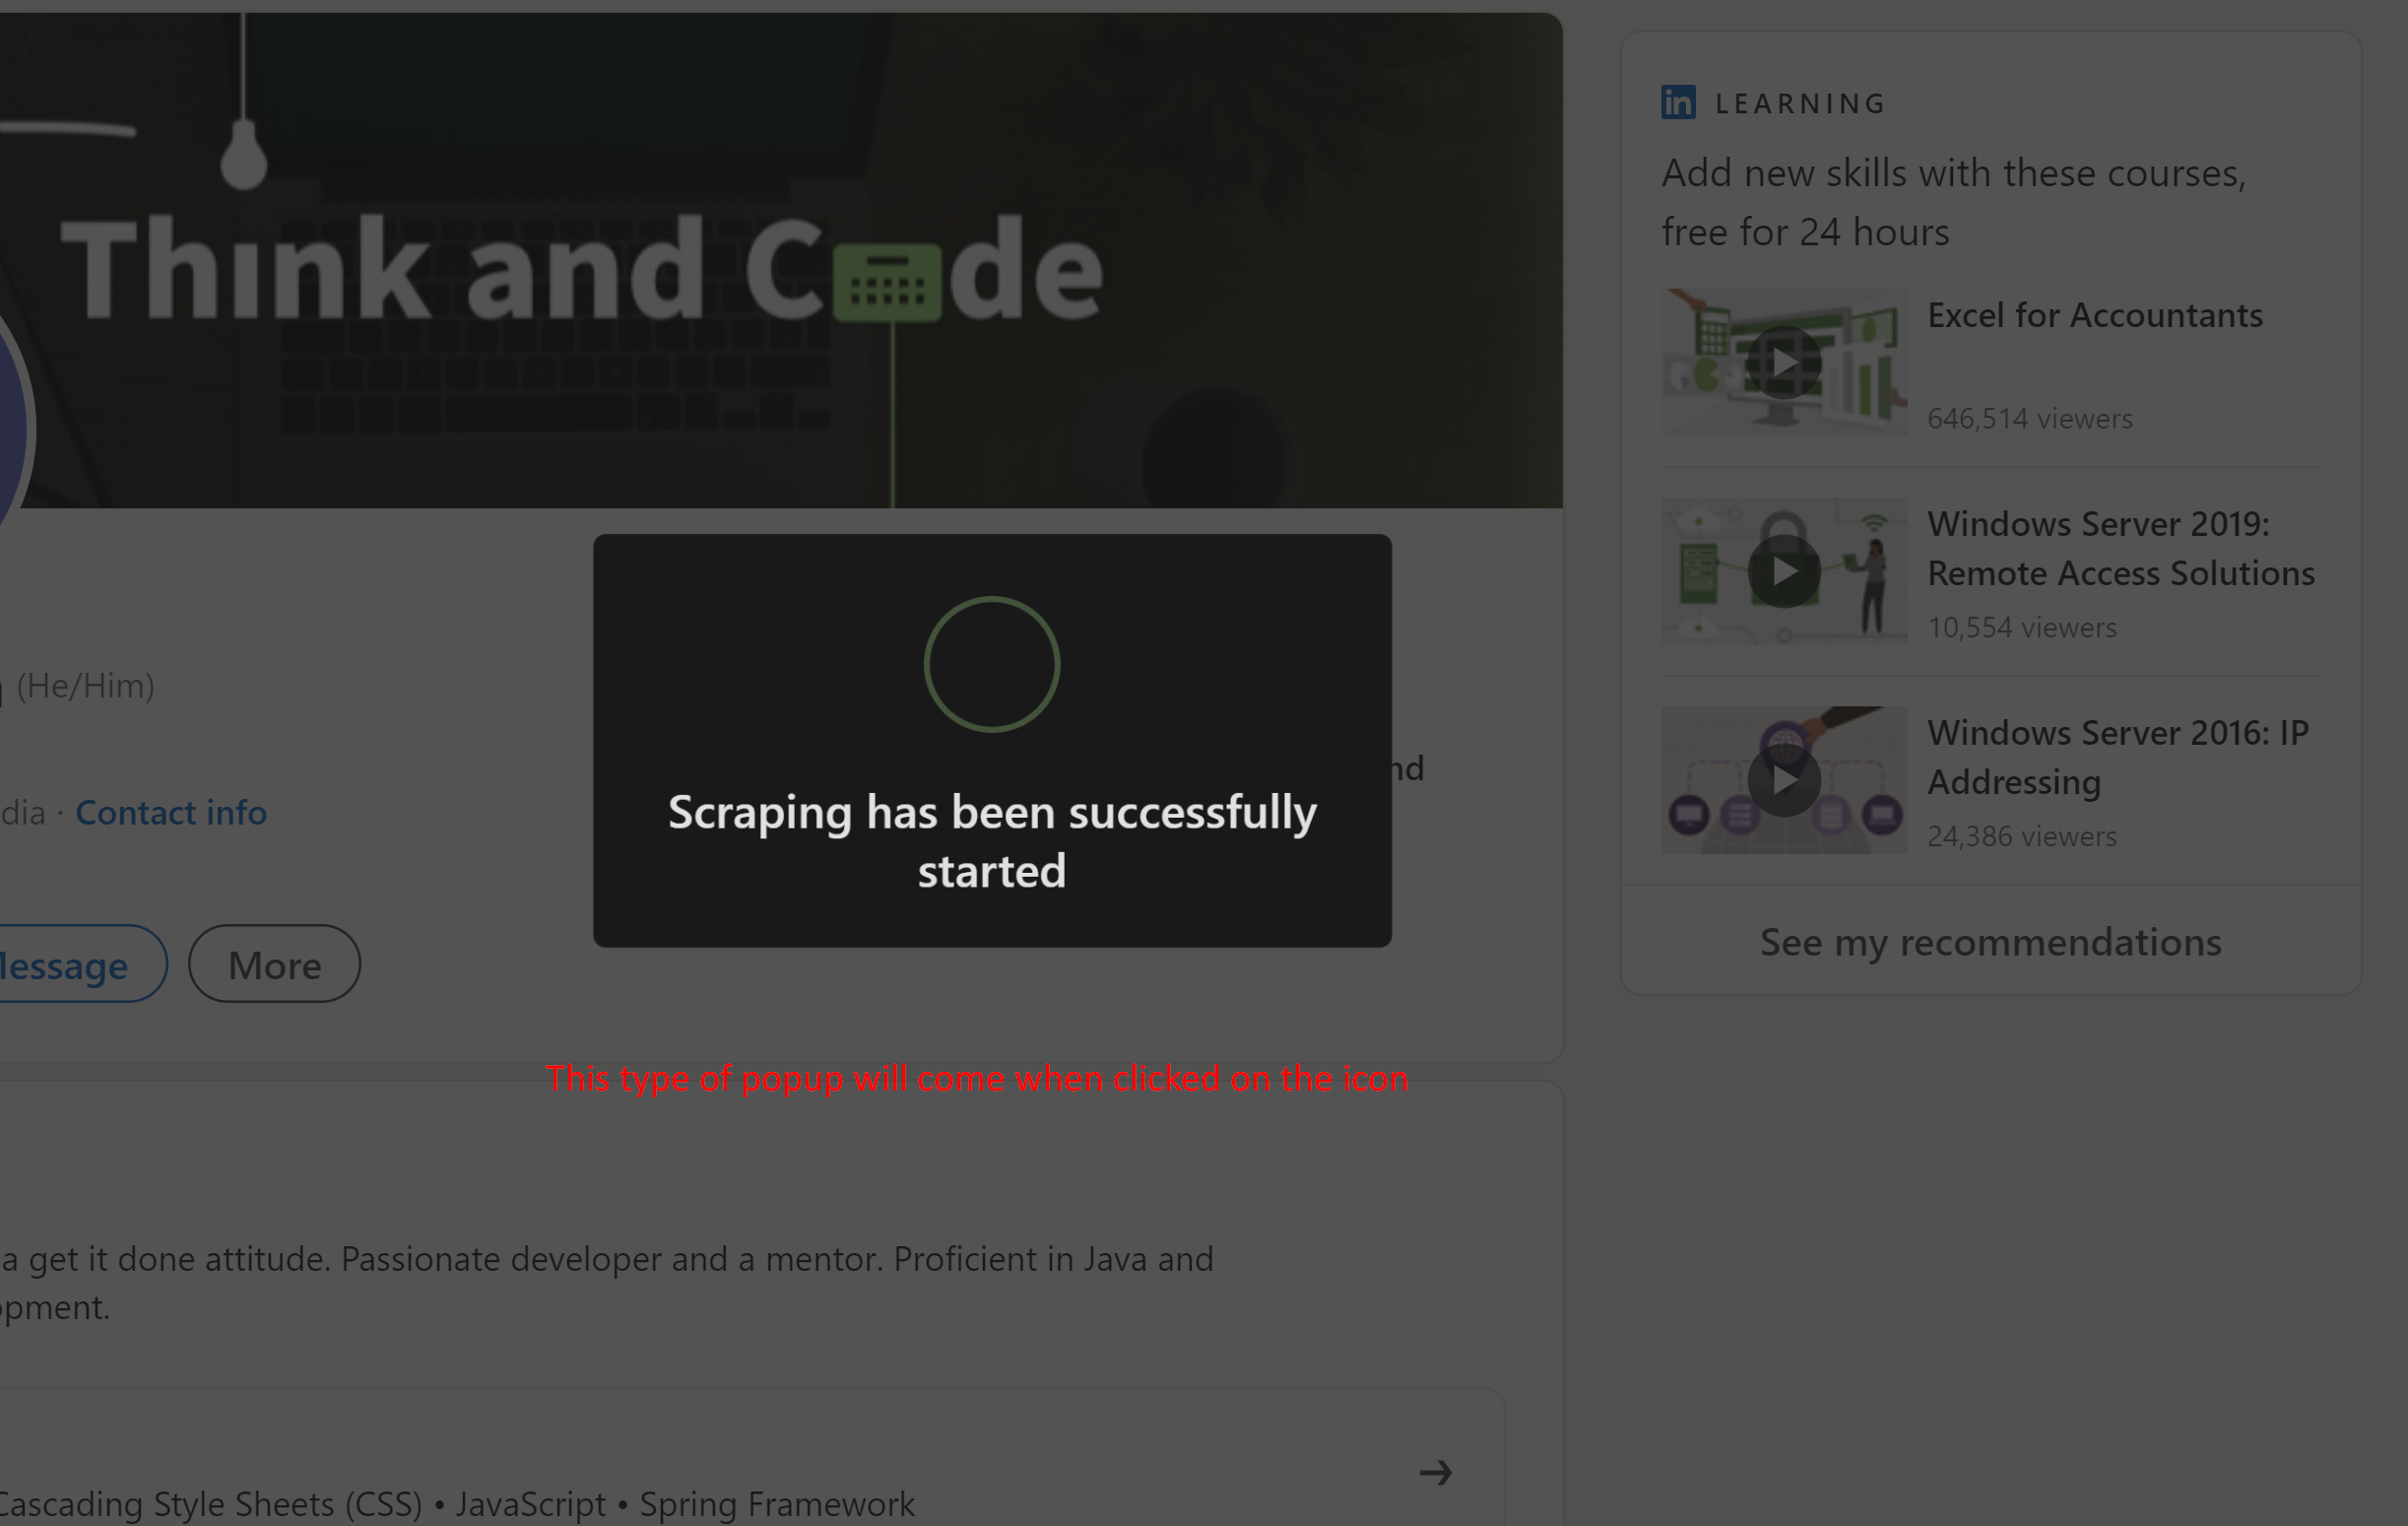 Think and C de
in LEARNING
Add new skills with these courses,
free for 24 hours
Excel for Accountants
646,514 viewers
Windows Server 2019:
Remote Access Solutions
10,554 viewers
Windows Server 2016: IP
Addressing
24,386 viewers
See my recommendations
(He/Him)
dia · Contact info
nd
Scraping has been successfully
started
Message
More
This type of popup will come when clicked on the icon
a get it done attitude. Passionate developer and a mentor. Proficient in Java and
opment.
Cascading Style Sheets (CSS) • JavaScript • Spring Framework